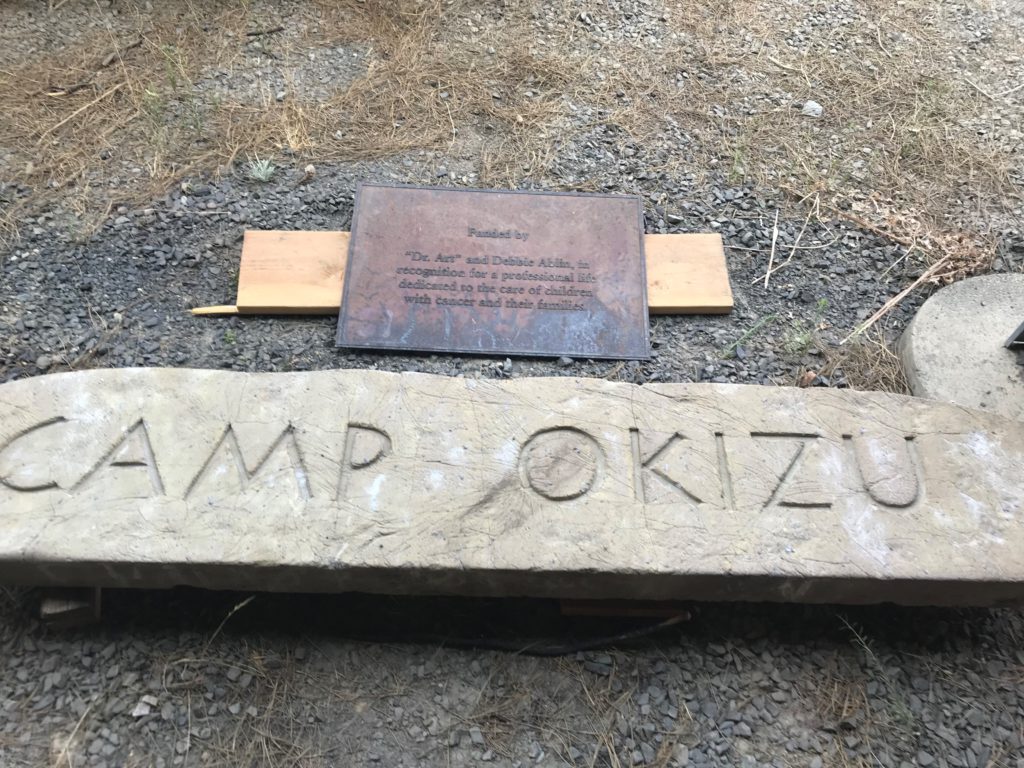 Funded by
"Dr. Art" and Debbie Ablin, in
recognition for a professional life
dedicated to the care of children
with cancer and their families.
CAMP OKIZU